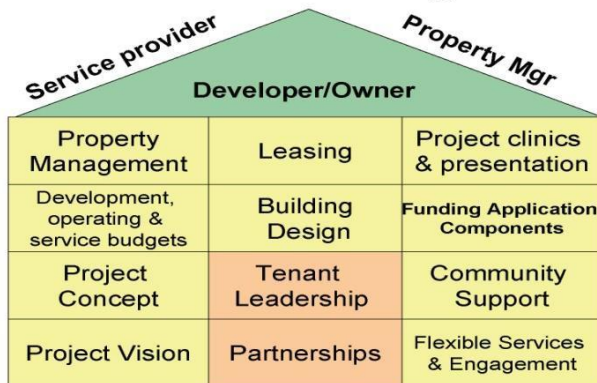 Service provider
Property Mgr
Developer/Owner
Property
Management
Leasing
Project clinics
& presentation
Development,
operating &
service budgets
Building
Design
Funding Application
Components
Project
Concept
Tenant
Leadership
Community
Support
Project Vision
Partnerships
Flexible Services
& Engagement